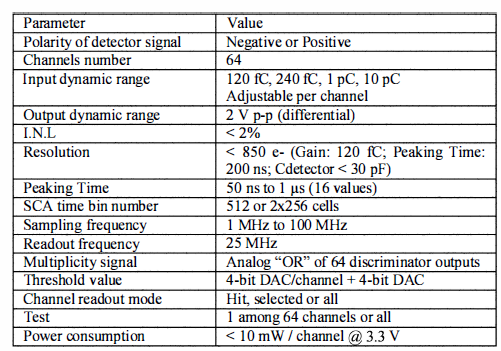 Parameter Value
Polarity of detector signal Negative or Positive
Channels number 64
Input dynamic range 120 fC, 240 fC, 1 pC, 10 pC
Adjustable per channel
Output dynamic range 2 V p-p (differential)
I.N.L < 2%
Resolution < 850 e- (Gain: 120 fC; Peaking Time:
200 ns; Cdetector < 30 pF)
Peaking Time 50 ns to 1 µs (16 values)
SCA time bin number 512 or 2x256 cells
Sampling frequency 1 MHz to 100 MHz
Readout frequency 25 MHz
Multiplicity signal Analog “OR” of 64 discriminator outputs
Threshold value 4-bit DAC/channel + 4-bit DAC
Channel readout mode Hit, selected or all
Test 1 among 64 channels or all
Power consumption < 10 mW / channel @ 3.3 V